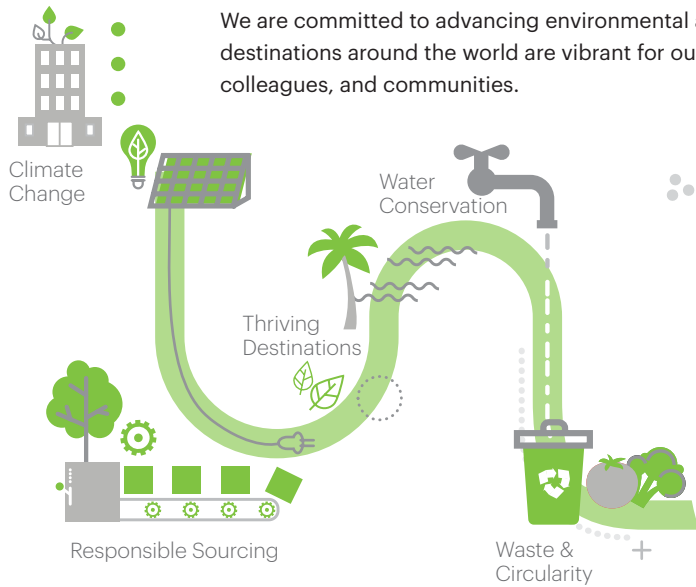 We are committed to advancing environmental
destinations around the world are vibrant for
colleagues, and communities.
Climate
Change
Water
Conservation
Thriving
Destinations
Responsible Sourcing
Waste &
Circularity